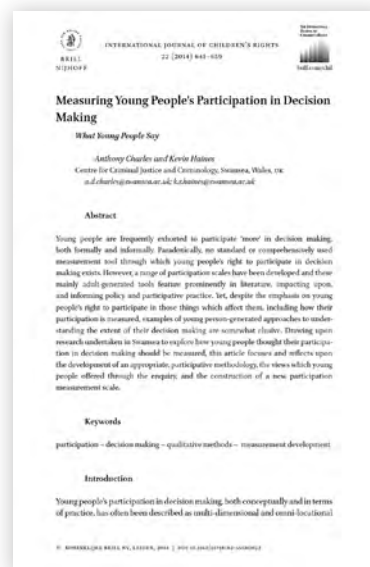 BRILL
NIJHOFF
INTERNATIONAL JOURNAL OF CHILDREN'S RIGHTS
22 (2014)
brill.com/chil
Measuring Young People's Participation in Decision
Making
What Young People Say
Anthony Charles and Kevin Haines
Centre for Criminal Justice and Criminology, Swansea, Wales, UK
a.d.charles@swansea.ac.uk; k.r.haines@swansea.ac.uk
Abstract
Young people are frequently exhorted to participate 'more' in decision making,
both formally and informally. Paradoxically, no standard or comprehensively used
measurement tool through which young people's right to participate in decision
making exists. However, a range of participation scales have been developed and these
mainly adult-generated tools feature prominently in literature, impacting upon,
and informing policy and participative practice. Yet, despite the emphasis on young
people's right to participate in those things which affect them, including how their
participation is measured, examples of young person-generated approaches to under-
standing the extent of their decision making are somewhat elusive. Drawing upon
research undertaken in Swansea to explore how young people thought their participa-
tion in decision making should be measured, this article focuses and reflects upon
the development of an appropriate, participative methodology, the views which young
people offered through the enquiry, and the construction of a new participation
measurement scale.
Keywords
participation – decision making – qualitative methods – measurement development
Introduction
Young people's participation in decision making, both conceptually and in terms
of practice, has often been described as multi-dimensional and omni-locational
© KONINKLIJKE BRILL NV, LEIDEN, 2014 | DOI